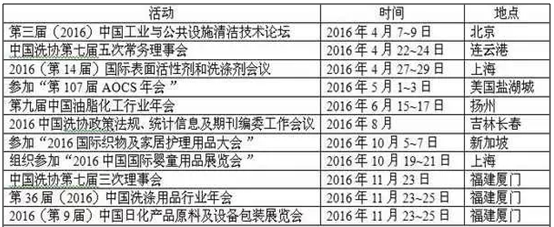 活动 时间 地点
第三届（2016）中国工业与公共设施清洁技术论坛 2016 年 4 月 7~9 日 北京
中国洗协第七届五次常务理事会 2016 年 4 月 22~24 日 连云港
2016（第 14 届）国际表面活性剂和洗涤剂会议 2016 年 4 月 27~29 日 上海
参加“第 107 届 AOCS 年会” 2016 年 5 月 1~3 日 美国盐湖城
第九届中国油脂化工行业年会 2016 年 6 月 15~17 日 扬州
2016 中国洗协政策法规、统计信息及期刊编委工作会议 2016 年 8 月 吉林长春
参加“2016 国际织物及家居护理用品大会” 2016 年 10 月 5~7 日 新加坡
组织参加“2016 中国国际婴童用品展览会” 2016 年 10 月 19~21 日 上海
中国洗协第七届三次理事会 2016 年 11 月 23 日 福建厦门
第 36 届（2016）中国洗涤用品行业年会 2016 年 11 月 23~25 日 福建厦门
2016（第 9 届）中国日化产品原料及设备包装展览会 2016 年 11 月 23~25 日 福建厦门